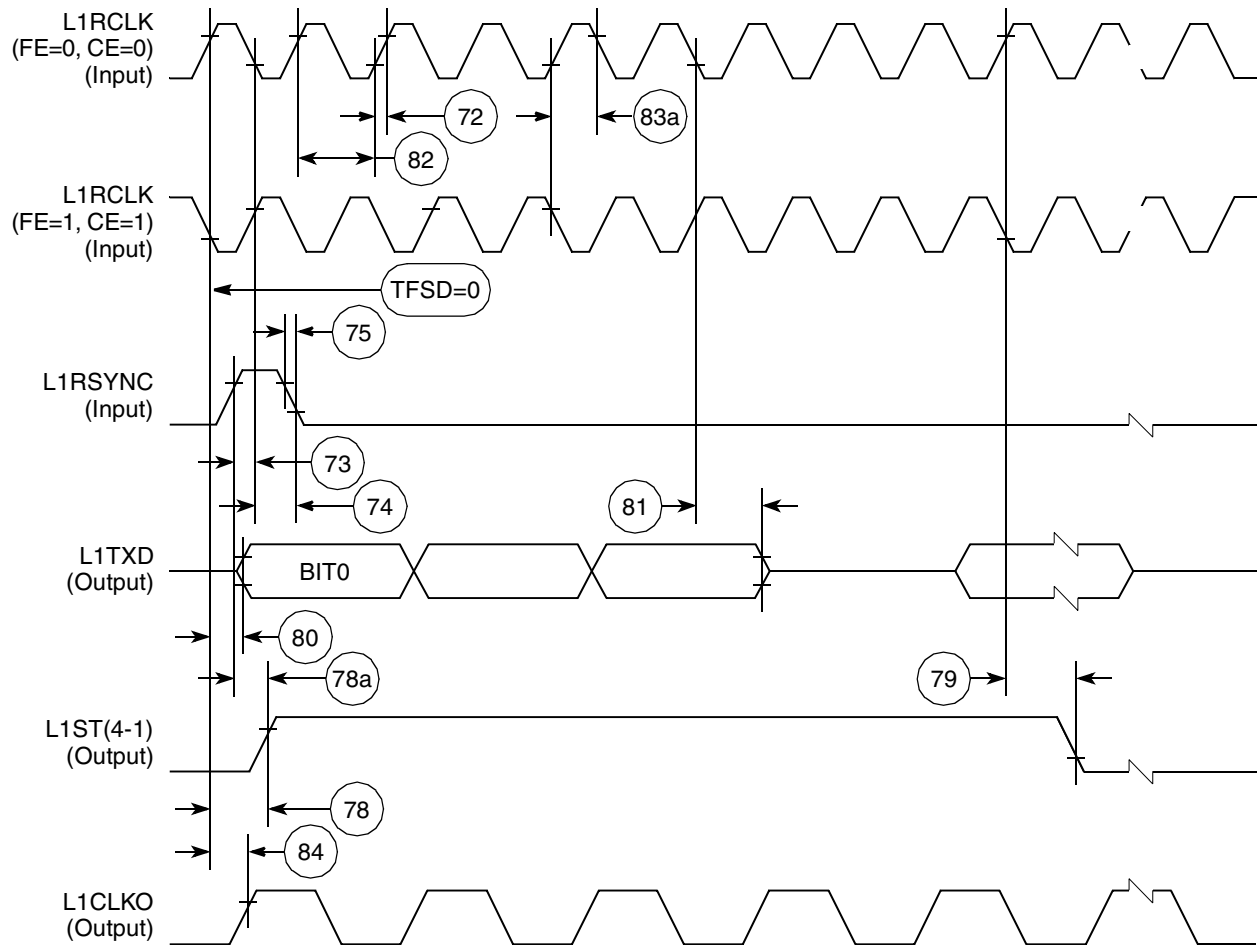 L1RCLK
(FE=0, CE=0)
(Input)
72
83a
82
L1RCLK
(FE=1, CE=1)
(Input)
TFSD=0
75
L1RSYNC
(Input)
73
74
81
L1TXD
(Output)
BIT0
80
78a
79
L1ST(4-1)
(Output)
78
84
L1CLKO
(Output)